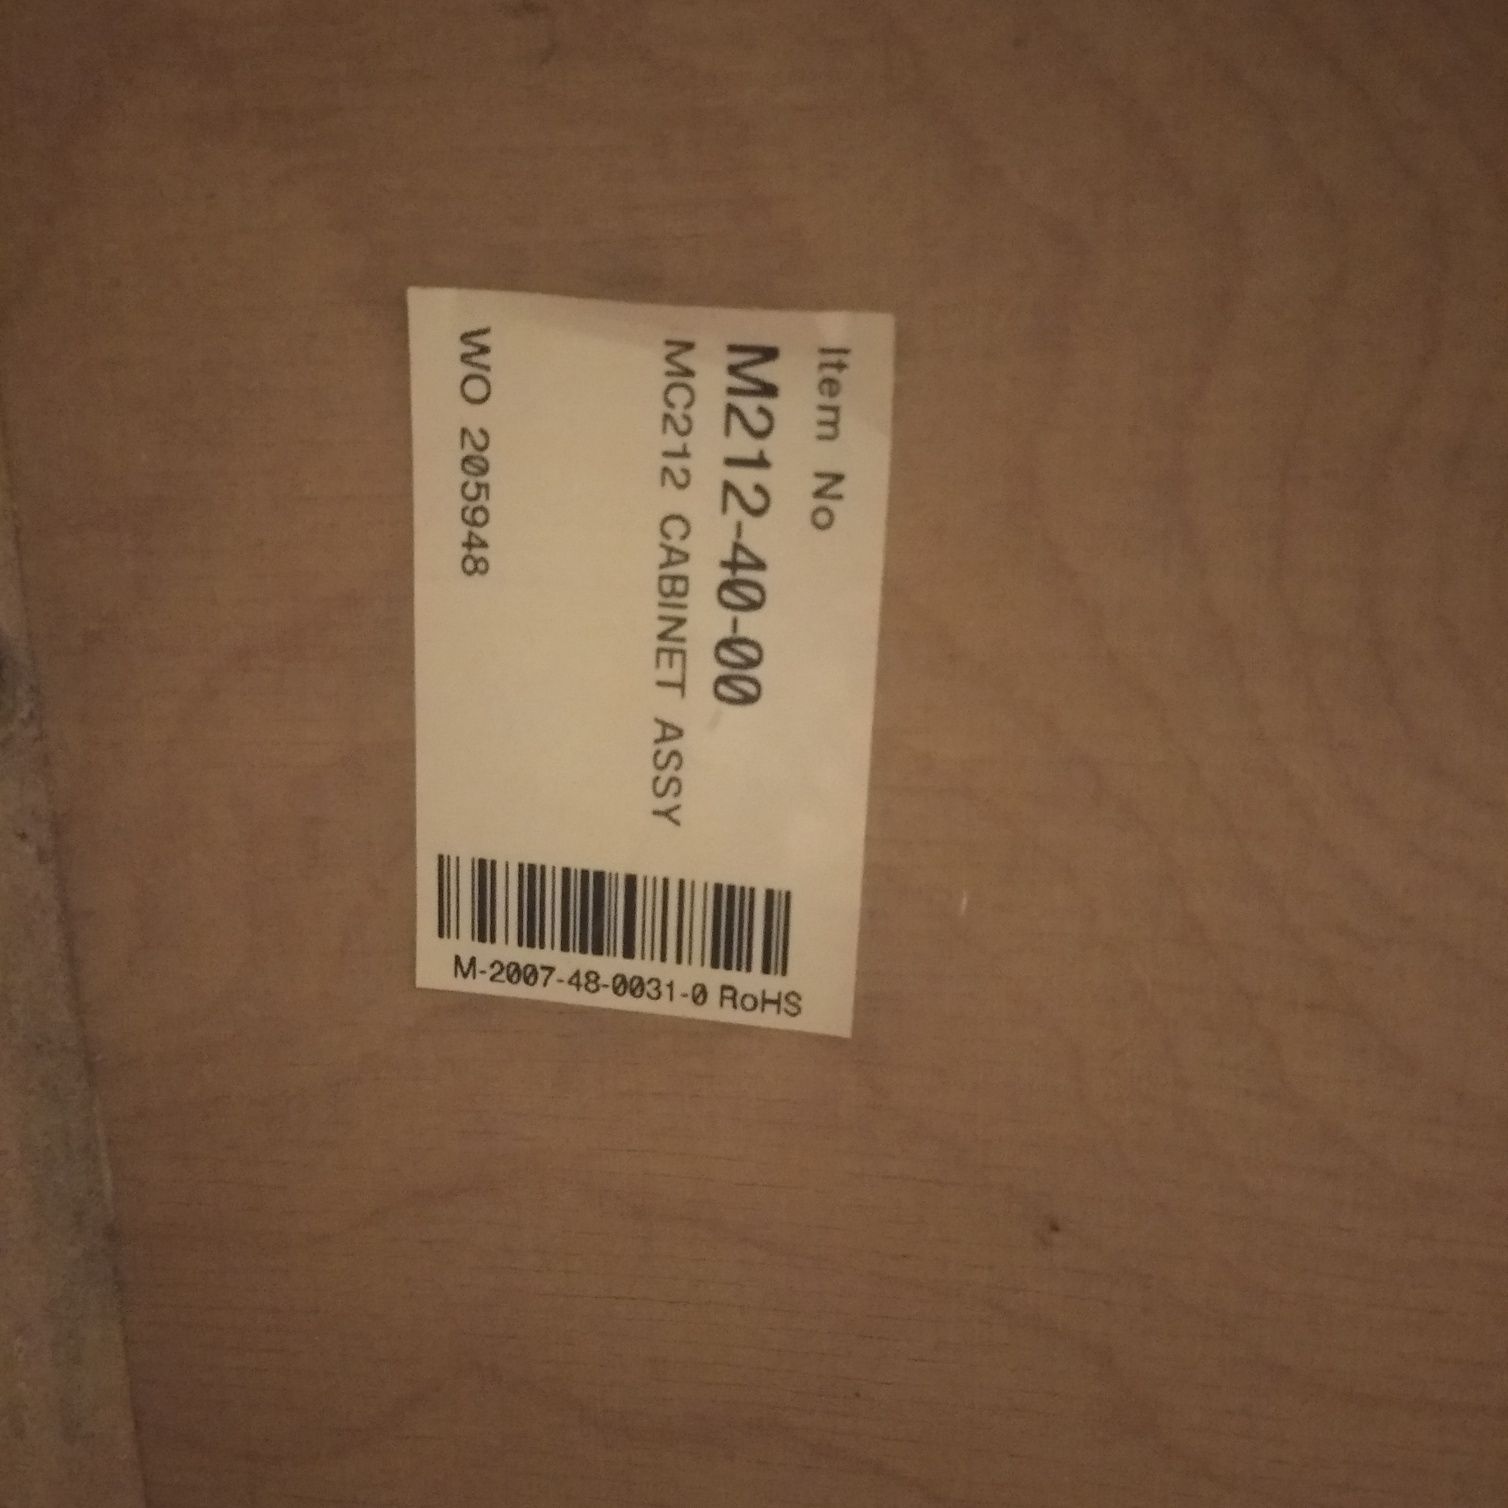 Item No
M212-40-00
MC212 CABINET ASSY
WO 205948
M-2007-48-0031-0 RoHS